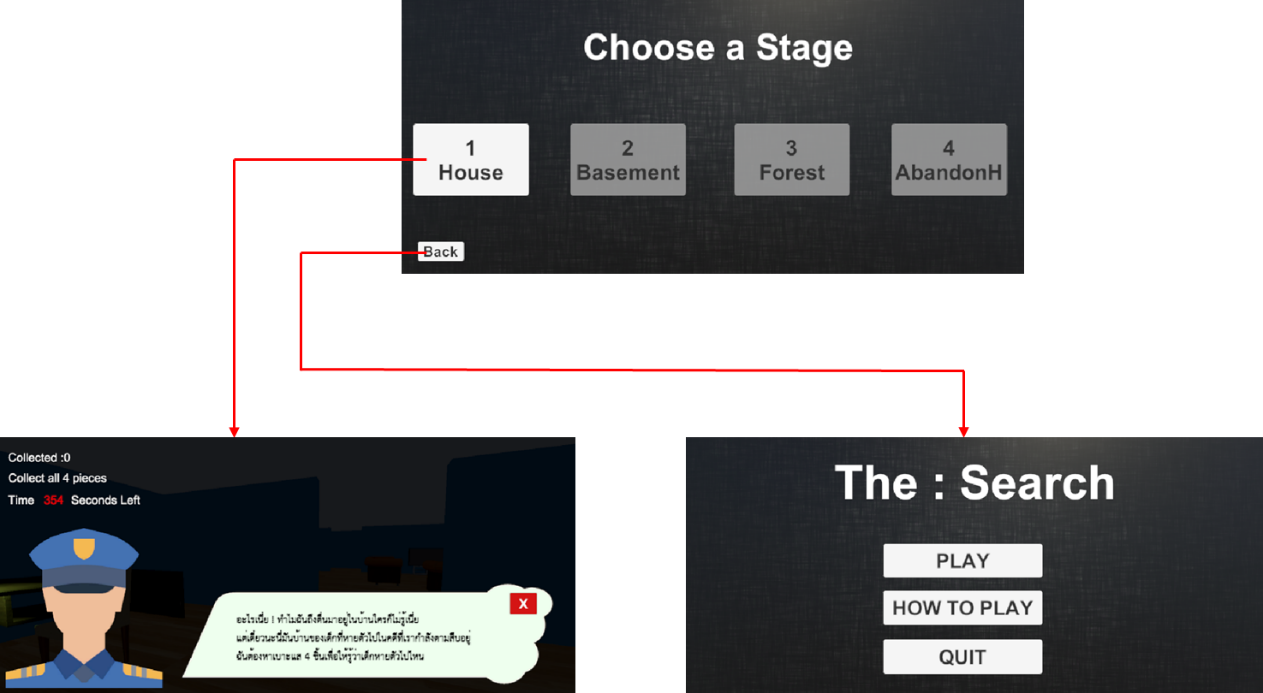 Choose a Stage
1
House
2
Basement
3
Forest
4
AbandonH
Back
Collected :0
Collect all 4 pieces
Time 354 Seconds Left
X
อะไรเนี่ย ! ทำไมฉันถึงตื่นมาอยู่ในบ้านใครก็ไม่รู้เนี่ย
แต่เดี๋ยวนะนี่มันบ้านของเด็กที่หายตัวไปในคดีที่เรากำลังตามสืบอยู่
ฉันต้องหาเบาะแส 4 ชิ้นเพื่อให้รู้ว่าเด็กหายตัวไปไหน
The : Search
PLAY
HOW TO PLAY
QUIT